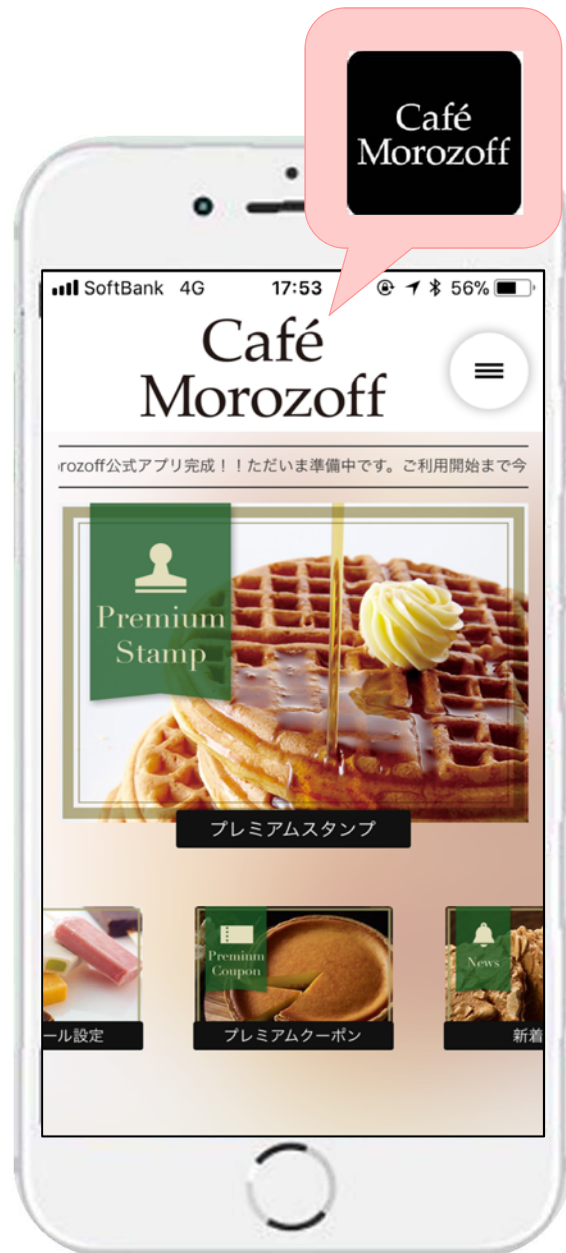 Café
Morozoff
SoftBank 4G 17:53 56%
Café
Morozoff
rozoff公式アプリ完成！！ただいま準備中です。ご利用開始まで今
Premium
Stamp
プレミアムスタンプ
Premium
Coupon
News
ール設定
プレミアムクーポン
新着